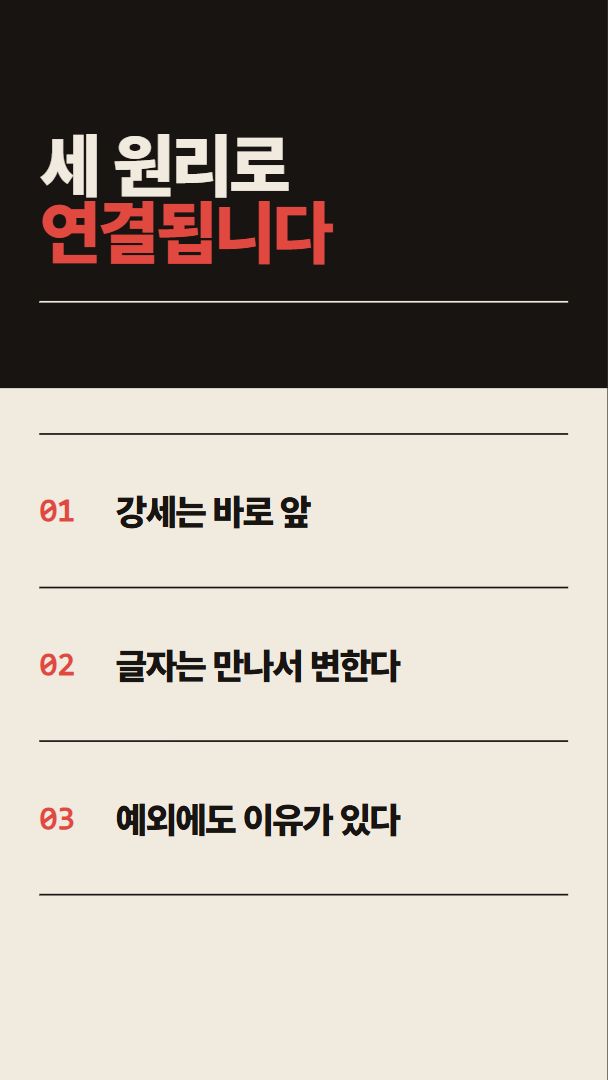 세 원리로
연결됩니다
01 강세는 바로 앞
02 글자는 만나서 변한다
03 예외에도 이유가 있다